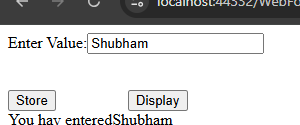 localhost:44332/WebFo
Enter Value: Shubham
Store Display
You hav enteredShubham